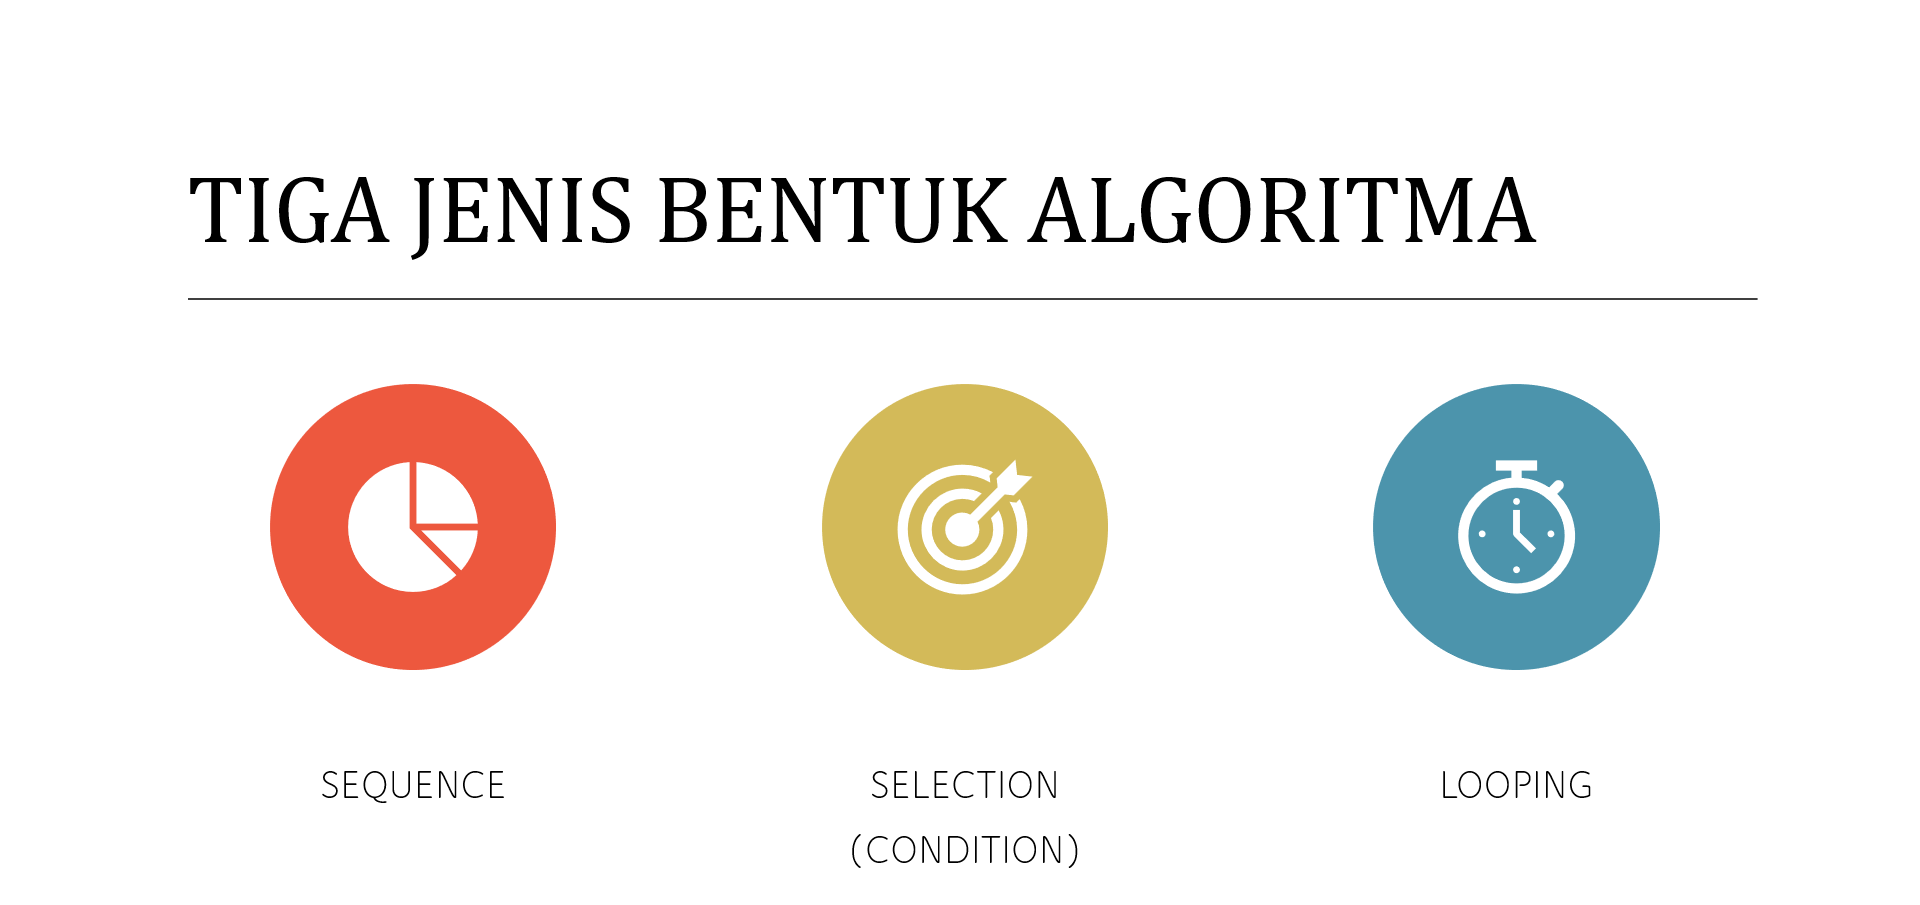 TIGA JENIS BENTUK ALGORITMA
SEQUENCE
SELECTION
(CONDITION)
LOOPING